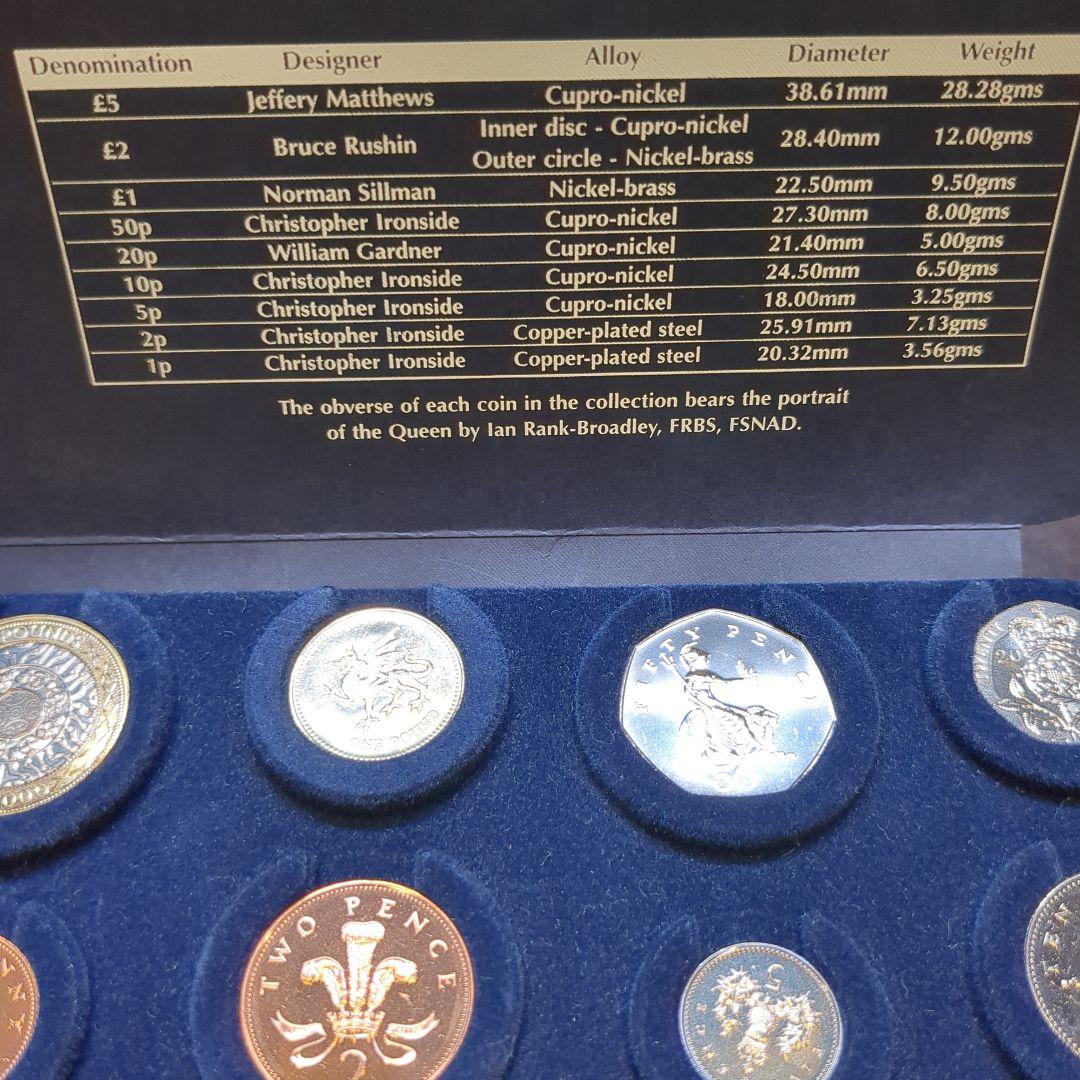 Denomination Designer Alloy Diameter Weight
£5 Jeffery Matthews Cupro-nickel 38.61mm 28.28gms
£2 Bruce Rushin Inner disc - Cupro-nickel 28.40mm 12.00gms
Outer circle - Nickel-brass
£1 Norman Sillman Nickel-brass 22.50mm 9.50gms
50p Christopher Ironside Cupro-nickel 27.30mm 8.00gms
20p William Gardner Cupro-nickel 21.40mm 5.00gms
10p Christopher Ironside Cupro-nickel 24.50mm 6.50gms
5p Christopher Ironside Cupro-nickel 18.00mm 3.25gms
2p Christopher Ironside Copper-plated steel 25.91mm 7.13gms
1p Christopher Ironside Copper-plated steel 20.32mm 3.56gms
The obverse of each coin in the collection bears the portrait
of the Queen by Ian Rank-Broadley, FRBS, FSNAD.
POUNDS
ONE POUND
FIFTY PENCE
50
TWO PENCE
2
5
TEN